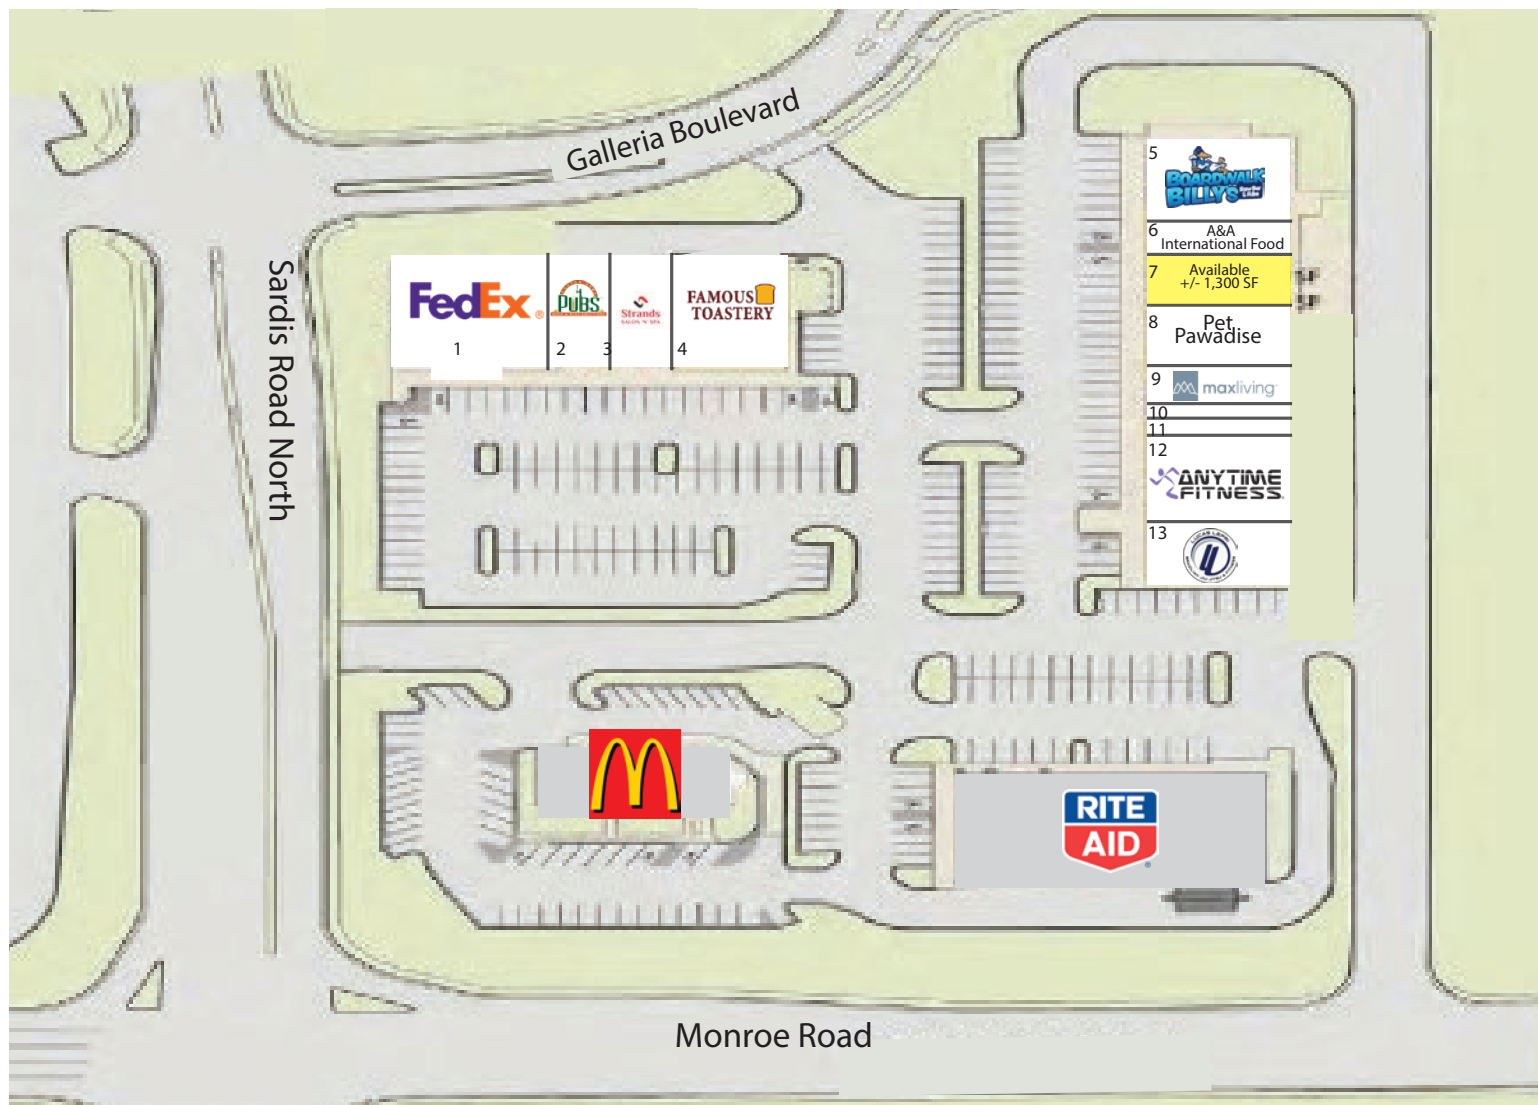 Galleria Boulevard
Sardis Road North
FedEx®
1
PUBS
2
3
Strands
SALON 'N' SPA
FAMOUS
TOASTERY
4
5
BOARDWALK
BILLY'S
6
A&A
International Food
7
Available
+/- 1,300 SF
8
Pet
Pawadise
9
maxliving
10
11
12
ANYTIME
FITNESS.
13
RITE
AID
Monroe Road